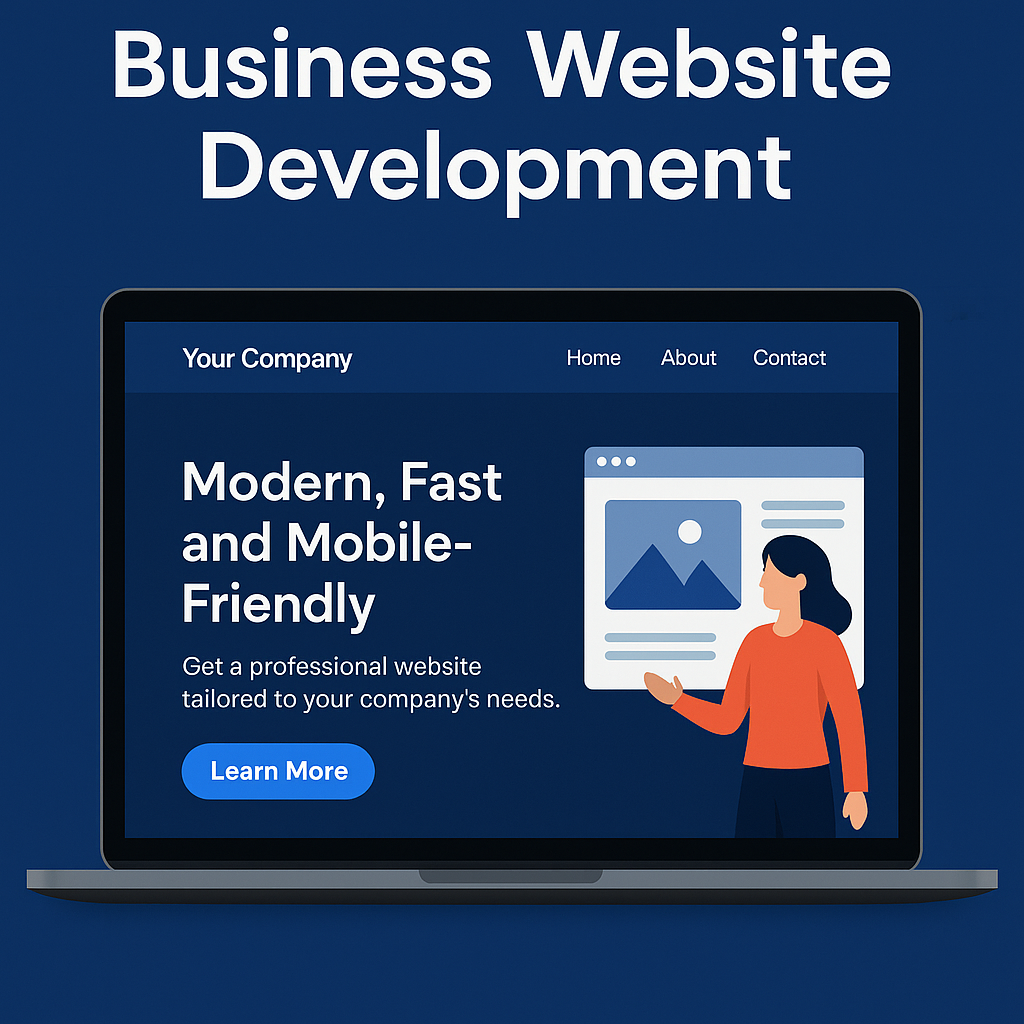 Business Website
Development
Your Company
Home About Contact
Modern, Fast
and Mobile-
Friendly
Get a professional website
tailored to your company's needs.
Learn More